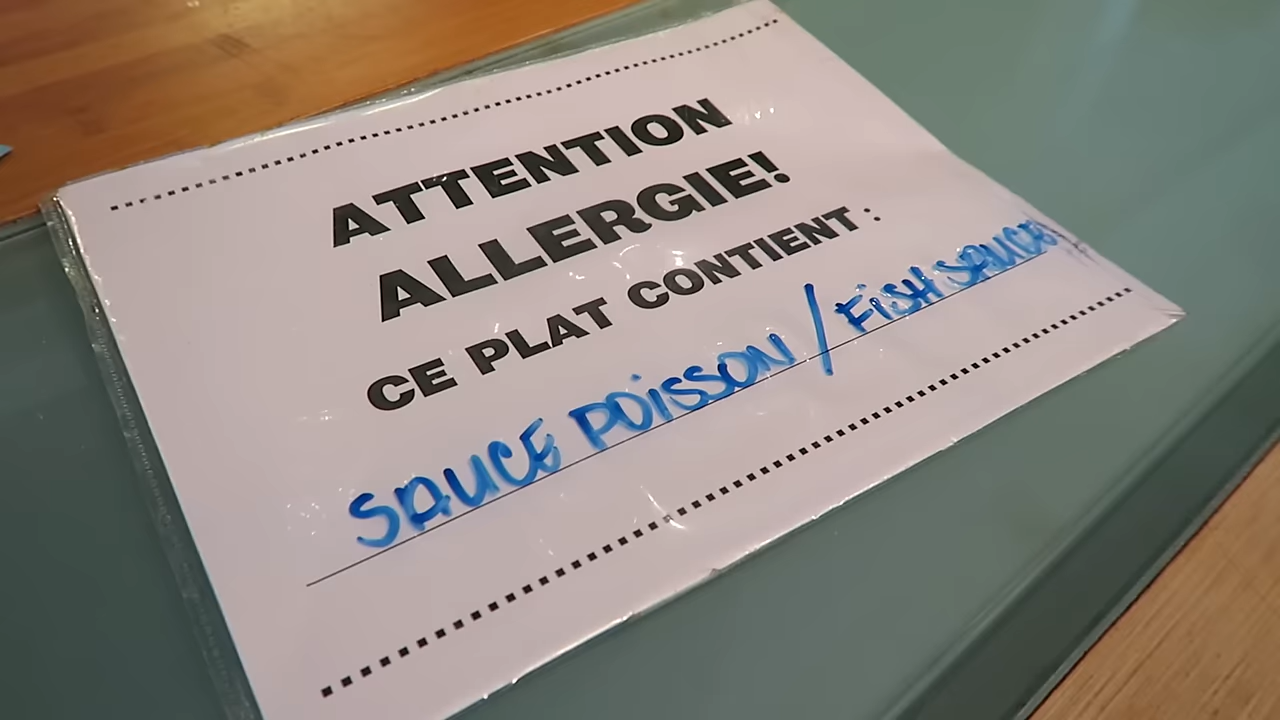 ATTENTION
ALLERGIE!
CE PLAT CONTIENT:
SAUCE POISSON / FISH SAUCE